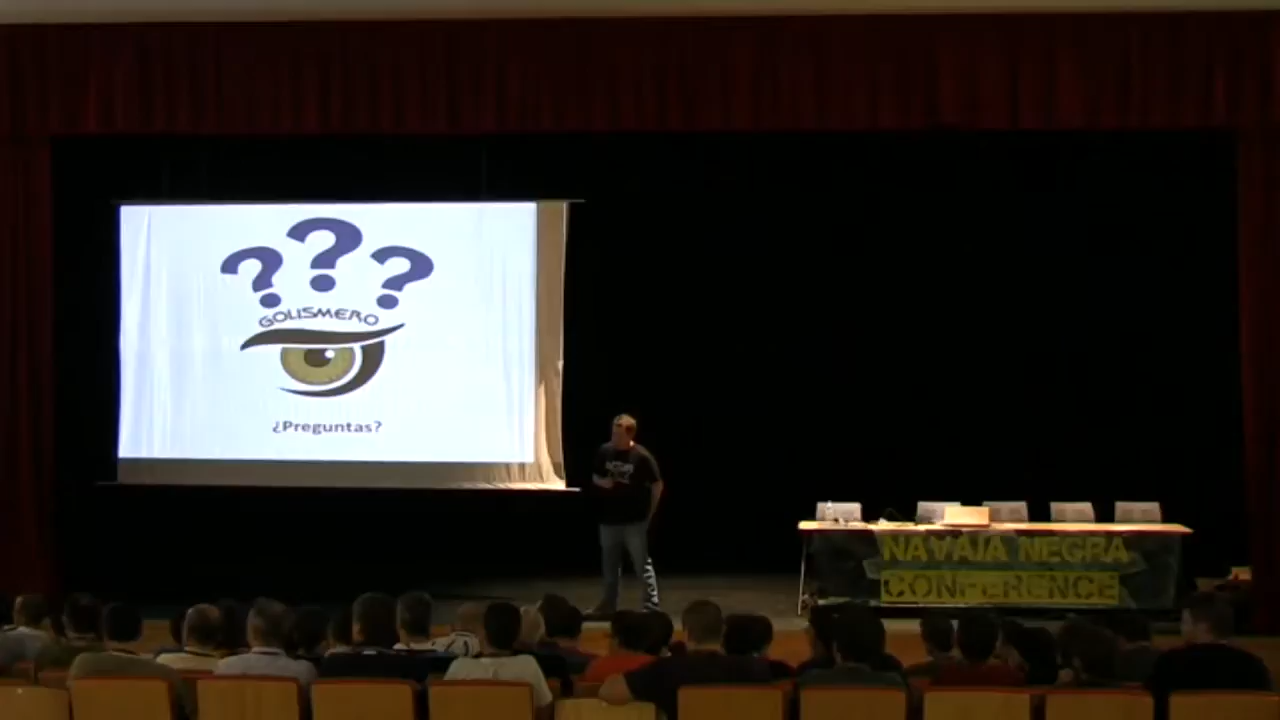 ???
GOLISMERO
¿Preguntas?
NAVAJA NEGRA
CONFERENCE